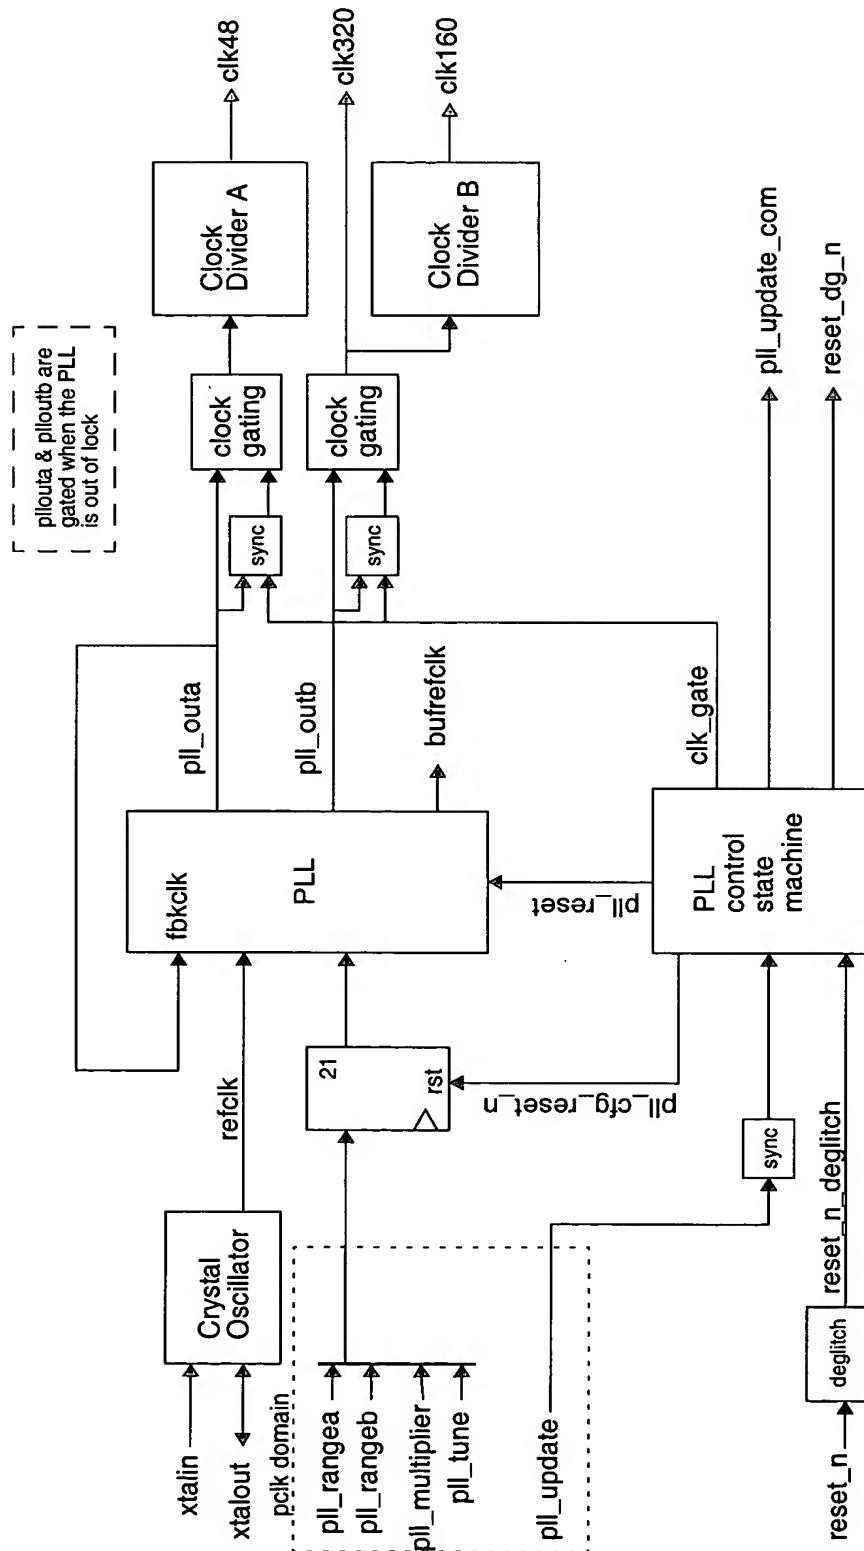 pllouta & plloutb are
gated when the PLL
is out of lock
xtalin
xtalout
Crystal
Oscillator
refclk
fbkclk
PLL
pll_outa
pll_outb
bufrefclk
sync
clock
gating
Clock
Divider A
clk48
sync
clock
gating
clk320
Clock
Divider B
clk160
pclk domain
pll_rangea
pll_rangeb
pll_multiplier
pll_tune
pll_update
21
rst
pll_cfg_reset_n
pll_reset
sync
reset_n
deglitch
reset_n_deglitch
PLL
control
state
machine
clk_gate
pll_update_com
reset_dg_n